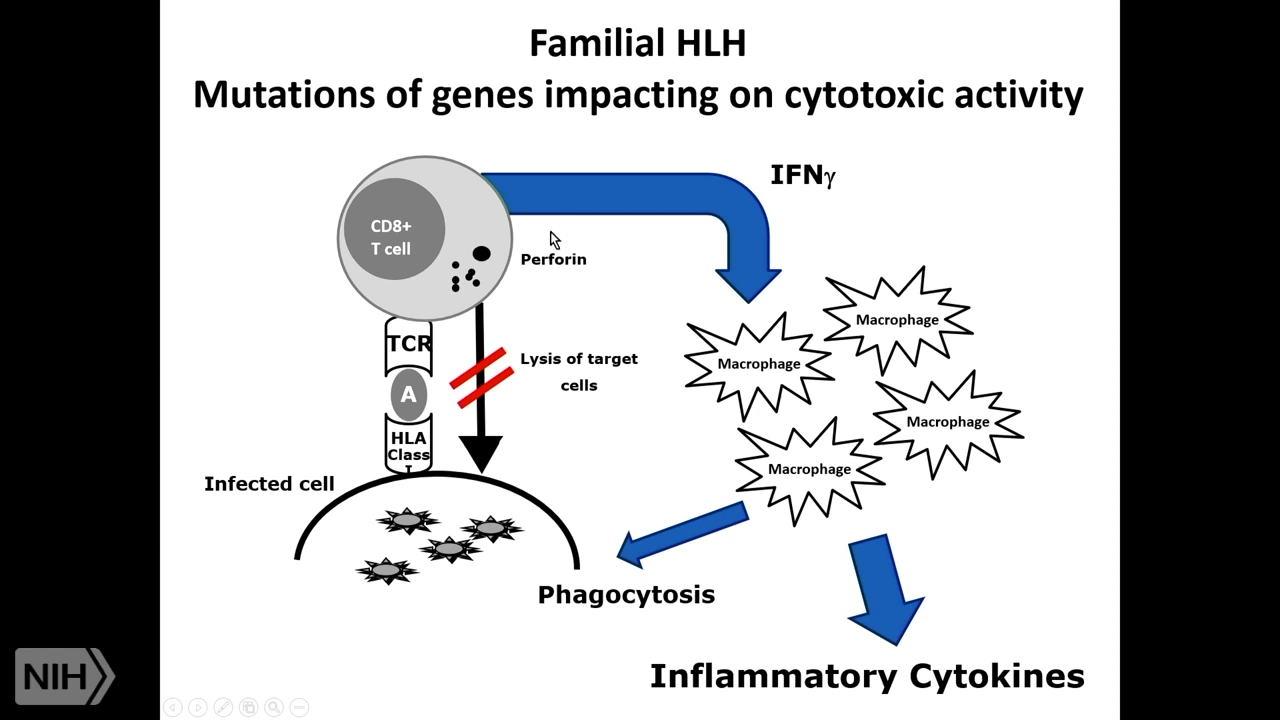 Familial HLH
Mutations of genes impacting on cytotoxic activity
IFNγ
CD8+
T cell
Perforin
TCR
Lysis of target
cells
A
HLA
Class
I
Infected cell
Macrophage
Macrophage
Macrophage
Macrophage
Phagocytosis
Inflammatory Cytokines
NIH